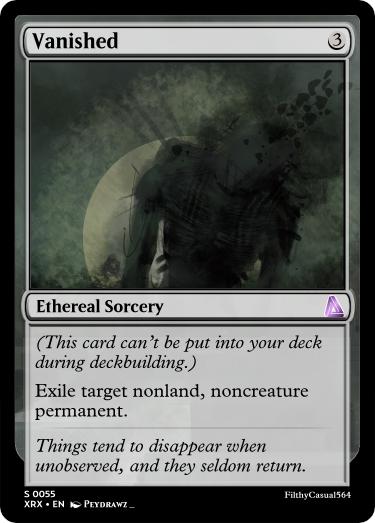 Vanished 3
Ethereal Sorcery
(This card can't be put into your deck
during deckbuilding.)
Exile target nonland, noncreature
permanent.
Things tend to disappear when
unobserved, and they seldom return.
S 0055
XRX • EN Peydrawz _
FilthyCasual564